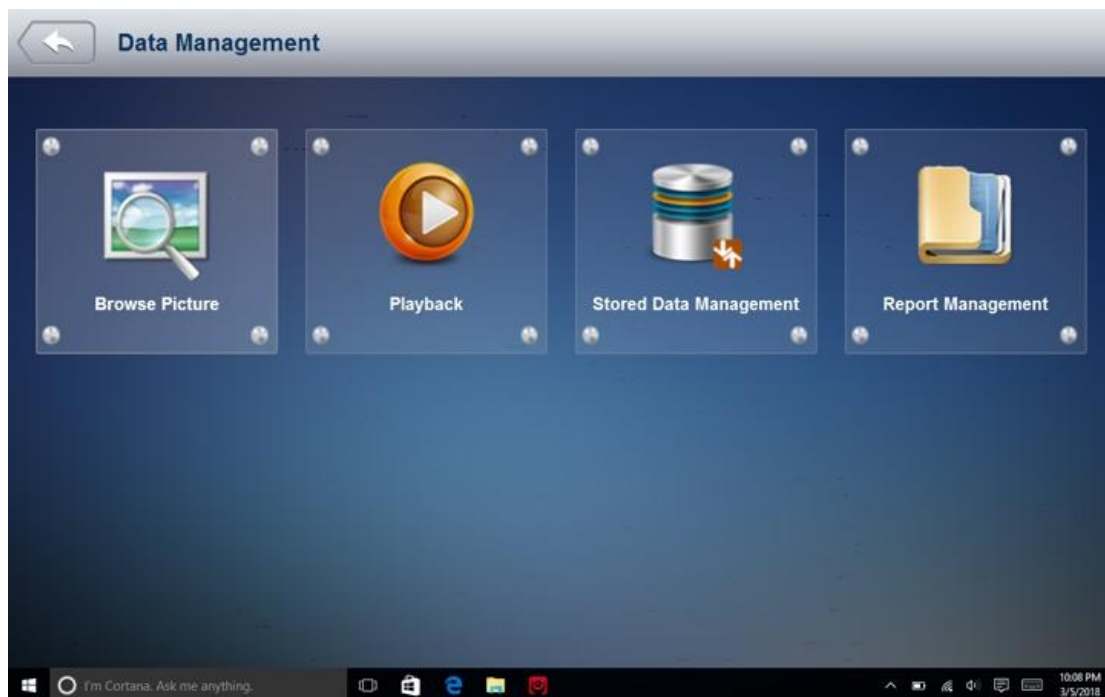 Data Management
Browse Picture
Playback
Stored Data Management
Report Management
I'm Cortana. Ask me anything.
10:08 PM
3/5/2018